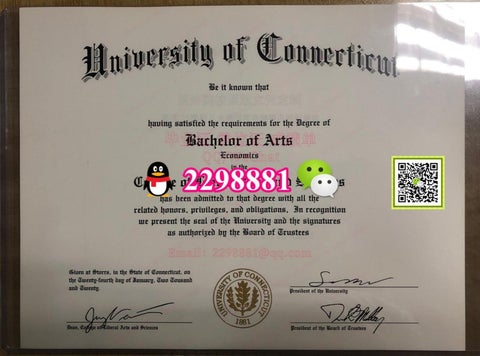 University of Connecticut
Be it known that
having satisfied the requirements for the Degree of
Bachelor of Arts
Economics
in the
2298881
has been admitted to that degree with all the
related honors, privileges, and obligations. In recognition
we present the seal of the University and the signatures
as authorized by the Board of Trustees
Email: 2298881@qq.com
Given at Storrs, in the State of Connecticut, on
the Twenty-fourth day of January, Two thousand
and Twenty.
UNIVERSITY OF CONNECTICUT
1881
President of the University
Dean, College of Liberal Arts and Sciences
President of the Board of Trustees